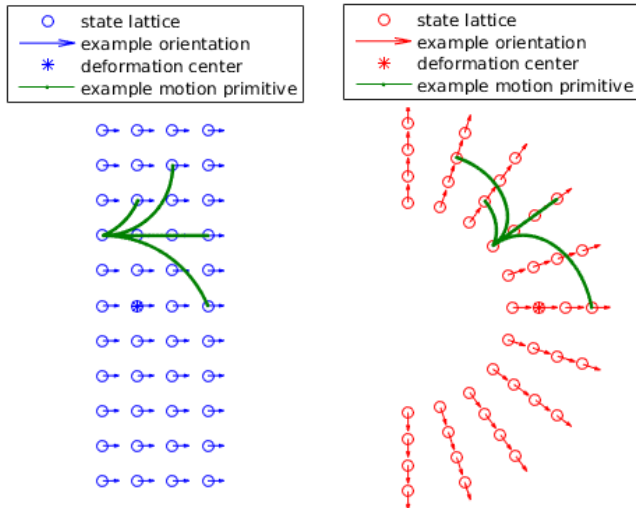 state lattice
example orientation
deformation center
example motion primitive
state lattice
example orientation
deformation center
example motion primitive